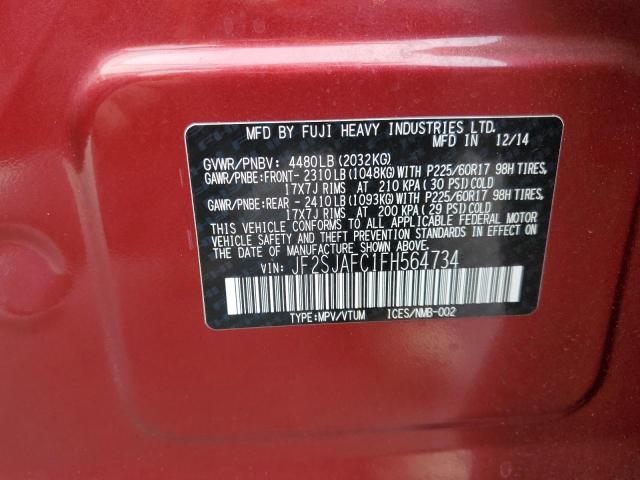 MFD BY FUJI HEAVY INDUSTRIES LTD. MFD IN 12/14
GVWR/PNBV: 4480LB(2032KG)
GAWR/PNBE:FRONT- 2310LB(1048KG)WITH P225/60R17 98H TIRES,
17X7J RIMS AT 210 KPA(30 PSI)COLD
GAWR/PNBE:REAR - 2410LB(1093KG)WITH P225/60R17 98H TIRES,
17X7J RIMS AT 200 KPA(29 PSI)COLD
THIS VEHICLE CONFORMS TO ALL APPLICABLE FEDERAL MOTOR
VEHICLE SAFETY AND THEFT PREVENTION STANDARDS IN EFFECT ON
THE DATE OF MANUFACTURE SHOWN ABOVE.
VIN: JF2SJAFC1FH564734
TYPE:MPV/VTUM ICES/NMB-002